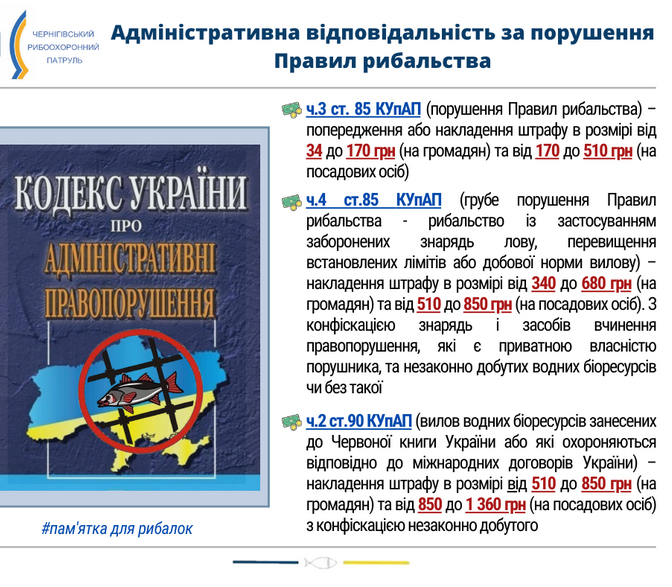 ЧЕРНІГІВСЬКИЙ
РИБООХОРОННИЙ
ПАТРУЛЬ
Адміністративна відповідальність за порушення
Правил рибальства
КОДЕКС УКРАЇНИ
ПРО
АДМІНІСТРАТИВНІ
ПРАВОПОРУШЕННЯ
#пам'ятка для рибалок
ч.3 ст. 85 КУпАП (порушення Правил рибальства) –
попередження або накладення штрафу в розмірі від
34 до 170 грн (на громадян) та від 170 до 510 грн (на
посадових осіб)
ч.4 ст.85 КУпАП (грубе порушення Правил
рибальства - рибальство із застосуванням
заборонених знарядь лову, перевищення
встановлених лімітів або добової норми вилову) –
накладення штрафу в розмірі від 340 до 680 грн (на
громадян) та від 510 до 850 грн (на посадових осіб). З
конфіскацією знарядь і засобів вчинення
правопорушення, які є приватною власністю
порушника, та незаконно добутих водних біоресурсів
чи без такої
ч.2 ст.90 КУпАП (вилов водних біоресурсів занесених
до Червоної книги України або які охороняються
відповідно до міжнародних договорів України) –
накладення штрафу в розмірі від 510 до 850 грн (на
громадян) та від 850 до 1 360 грн (на посадових осіб)
з конфіскацією незаконно добутого